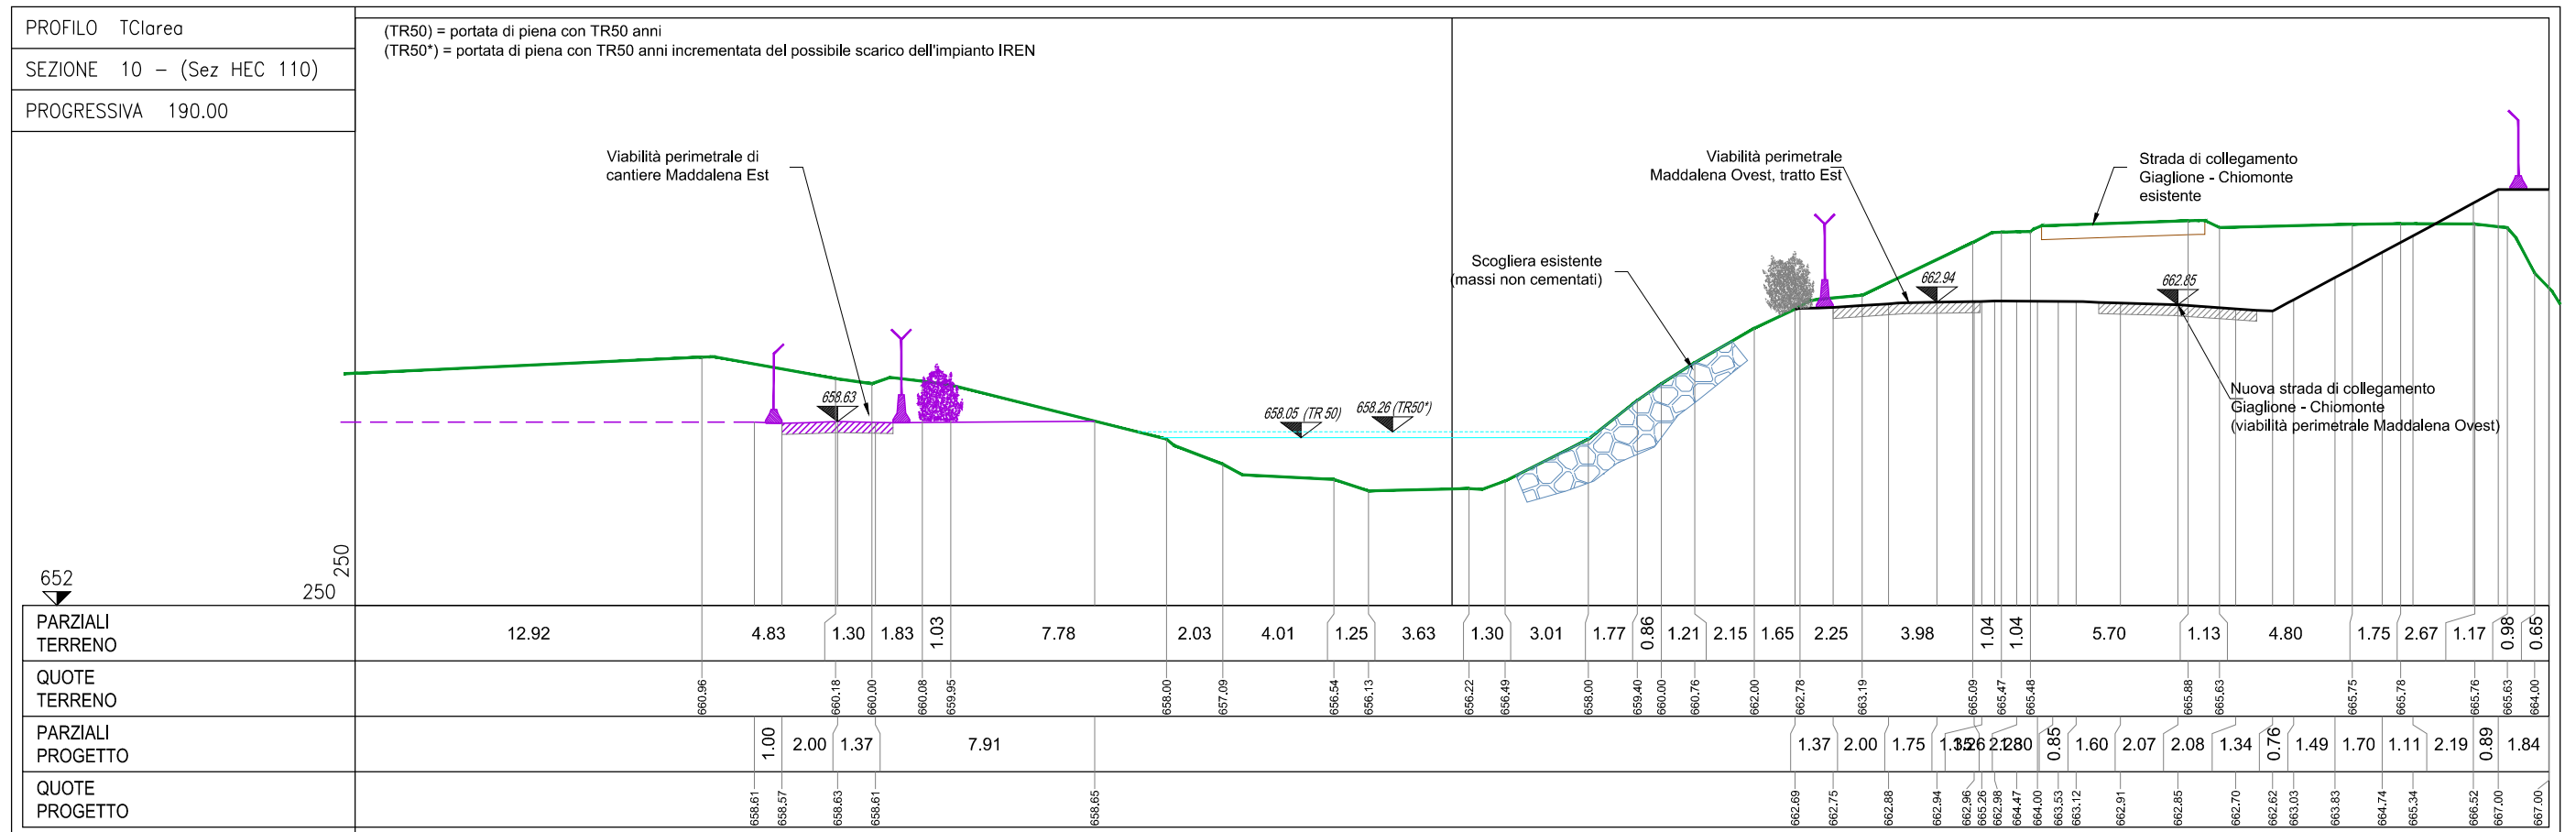 PROFILO TClarea
SEZIONE 10 - (Sez HEC 110)
PROGRESSIVA 190.00
(TR50) = portata di piena con TR50 anni
(TR50*) = portata di piena con TR50 anni incrementata del possibile scarico dell'impianto IREN
Viabilità perimetrale di
cantiere Maddalena Est
Viabilità perimetrale
Maddalena Ovest, tratto Est
Strada di collegamento
Giaglione - Chiomonte
esistente
Scogliera esistente
(massi non cementati)
662.94
662.85
658.63
658.05 (TR 50)
658.26 (TR50*)
Nuova strada di collegamento
Giaglione - Chiomonte
(viabilità perimetrale Maddalena Ovest)
652
250
250
PARZIALI
TERRENO
12.92 4.83 1.30 1.83 1.03 7.78 2.03 4.01 1.25 3.63 1.30 3.01 1.77 0.86 1.21 2.15 1.65 2.25 3.98 1.04 1.04 5.70 1.13 4.80 1.75 2.67 1.17 0.98 0.65
QUOTE
TERRENO
660.96 660.18 660.00 660.08 659.95 658.00 657.09 656.54 656.13 656.22 656.49 658.00 659.40 660.00 660.76 662.00 662.78 663.19 665.09 665.47 665.48 665.88 665.63 665.75 665.78 665.76 665.63 664.00
PARZIALI
PROGETTO
1.00 2.00 1.37 7.91 1.37 2.00 1.75 0.85 1.60 2.07 2.08 1.34 0.76 1.49 1.70 1.11 2.19 0.89 1.84
QUOTE
PROGETTO
658.61 658.57 658.63 658.61 658.65 662.69 662.75 662.88 662.94 662.96 665.26 662.98 664.47 664.00 663.53 663.12 662.91 662.85 662.70 662.62 663.03 663.83 664.74 665.34 666.52 667.00 667.00